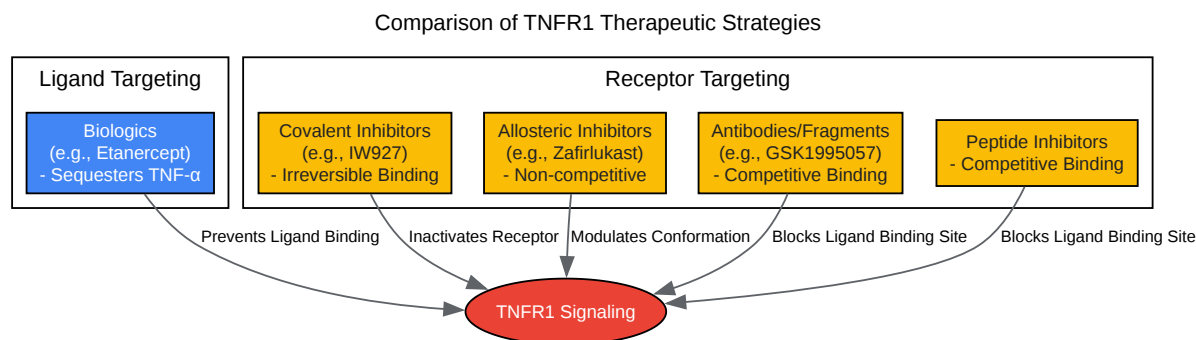 Comparison of TNFR1 Therapeutic Strategies
Ligand Targeting
Biologics
(e.g., Etanercept)
- Sequesters TNF-α
Receptor Targeting
Covalent Inhibitors
(e.g., IW927)
- Irreversible Binding
Allosteric Inhibitors
(e.g., Zafirlukast)
- Non-competitive
Antibodies/Fragments
(e.g., GSK1995057)
- Competitive Binding
Peptide Inhibitors
- Competitive Binding
Prevents Ligand Binding
Inactivates Receptor
Modulates Conformation
Blocks Ligand Binding Site
Blocks Ligand Binding Site
TNFR1 Signaling